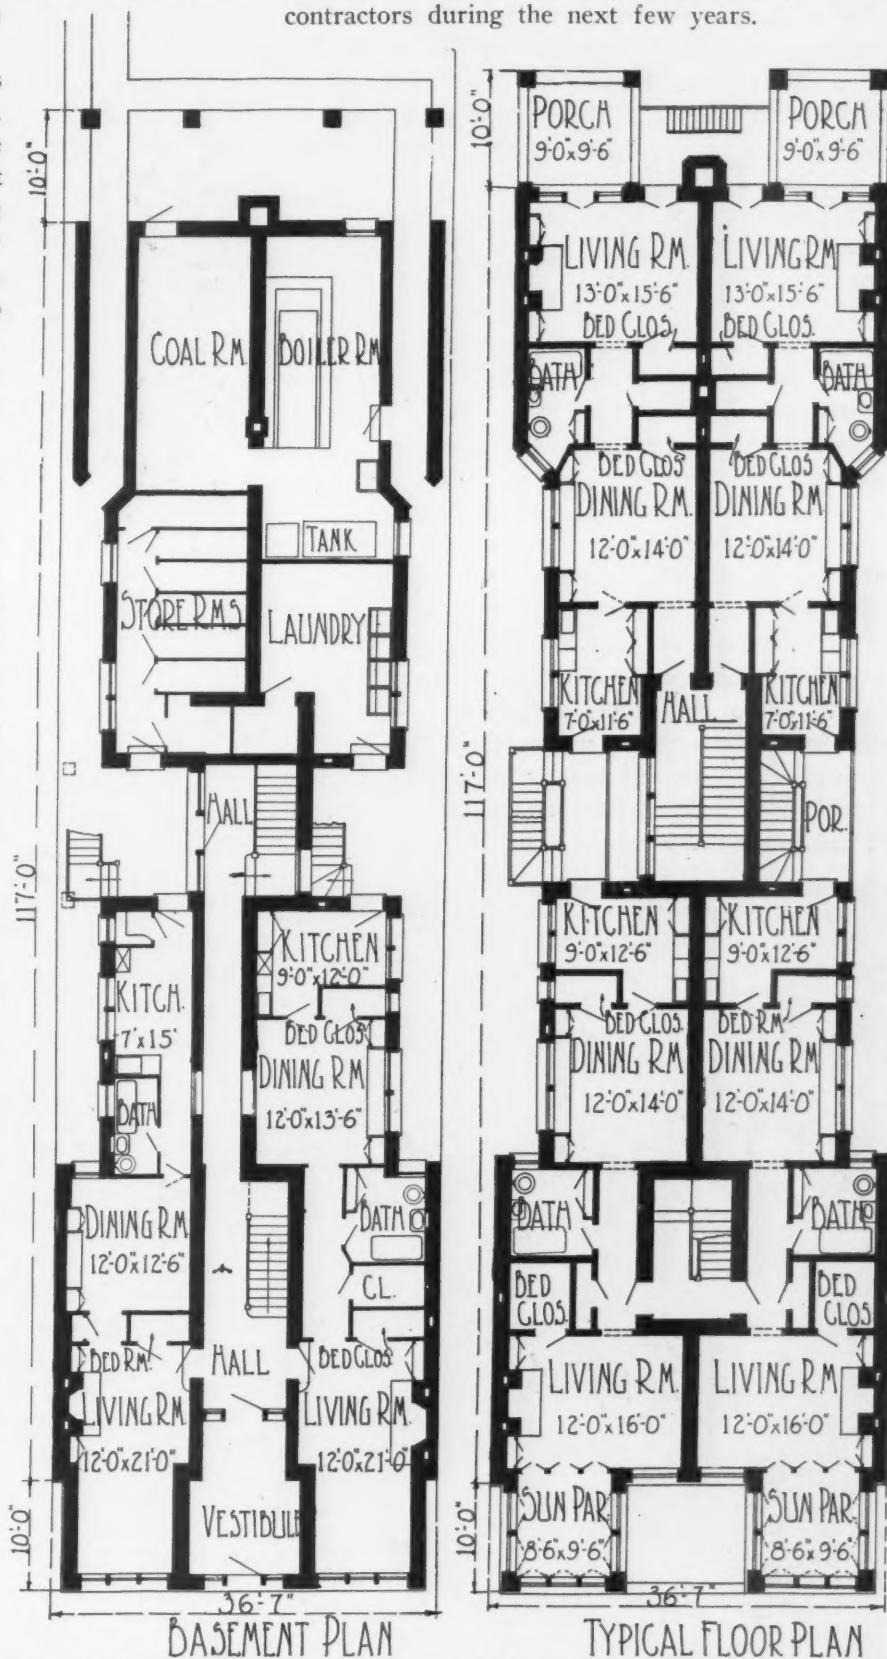 contractors during the next few years.
10'-0"
COAL RM.
BOILER RM
TANK
STORE RMS
LAUNDRY
HALL
117'-0"
KITCHEN
9'-0"x12'-0"
KITCH.
7'x15'
BED CLOS.
DINING RM
12'-0"x13'-6"
BATH
DINING RM.
12'-0"x12'-6"
BATH
CL.
BED RM.
HALL
BED CLOS.
LIVING RM.
12'-0"x21'-0"
LIVING RM.
12'-0"x21'-0"
VESTIBULE
10'-0"
36'-7"
BASEMENT PLAN
10'-0"
PORCH
9'-0"x9'-6"
PORCH
9'-0"x9'-6"
LIVING RM.
13'-0"x15'-6"
LIVING RM
13'-0"x15'-6"
BED CLOS.
BED CLOS.
BATH
BATH
BED CLOS
BED CLOS
DINING RM.
12'-0"x14'-0"
DINING RM
12'-0"x14'-0"
KITCHEN
7'-0"x11'-6"
HALL
KITCHEN
7'-0"x11'-6"
117'-0"
POR.
KITCHEN
9'-0"x12'-6"
KITCHEN
9'-0"x12'-6"
BED CLOS.
BED RM.
DINING RM
12'-0"x14'-0"
DINING RM
12'-0"x14'-0"
BATH
BATH
BED
CLOS.
BED
CLOS.
LIVING RM.
12'-0"x16'-0"
LIVING RM
12'-0"x16'-0"
SUN PAR.
8'-6"x9'-6"
SUN PAR.
8'-6"x9'-6"
10'-0"
36'-7"
TYPICAL FLOOR PLAN